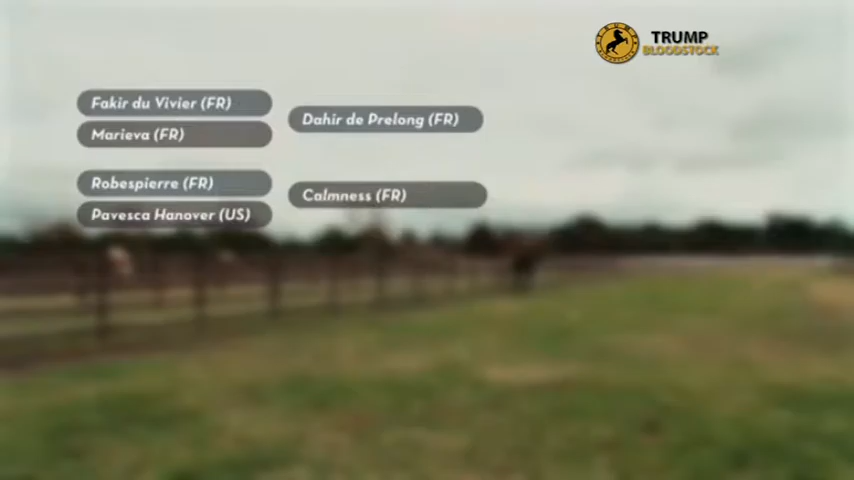 TRUMP
BLOODSTOCK
Fakir du Vivier (FR)
Marieva (FR)
Dahir de Prelong (FR)
Robespierre (FR)
Pavesca Hanover (US)
Calmness (FR)